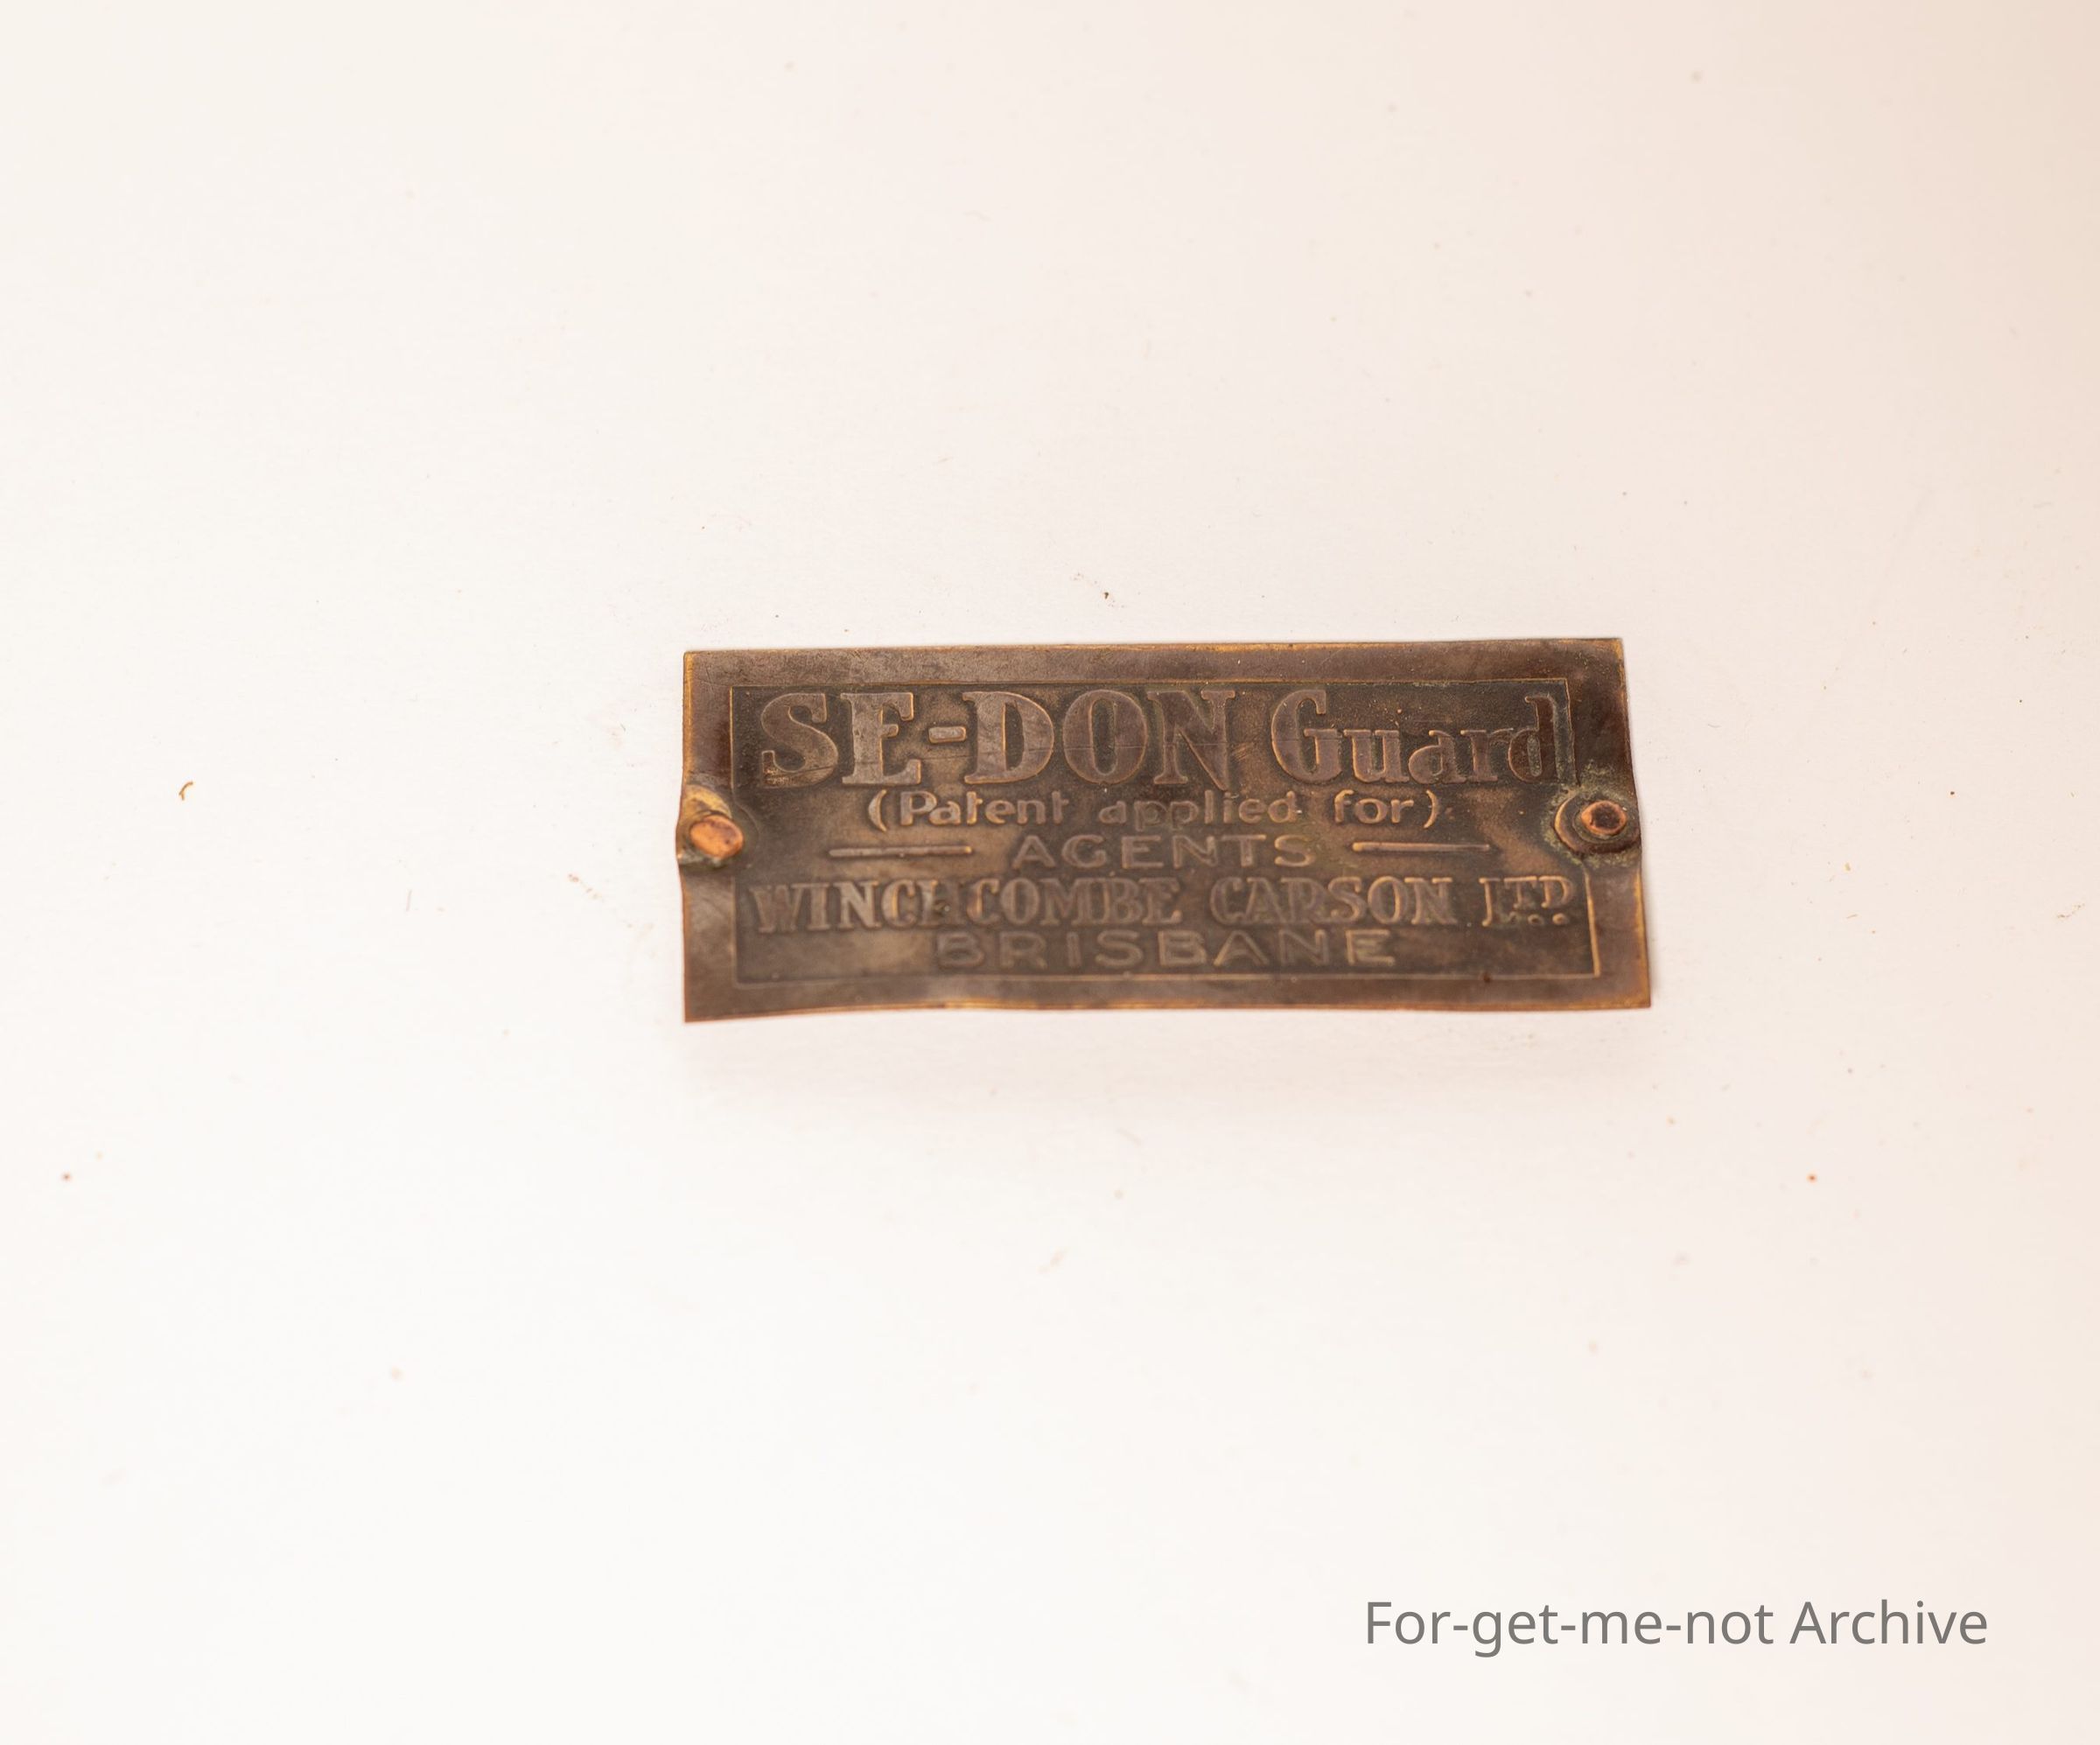 SE-DON Guard
(Patent applied for)
AGENTS
WINCHCOMBE CARSON LTD.
BRISBANE
For-get-me-not Archive